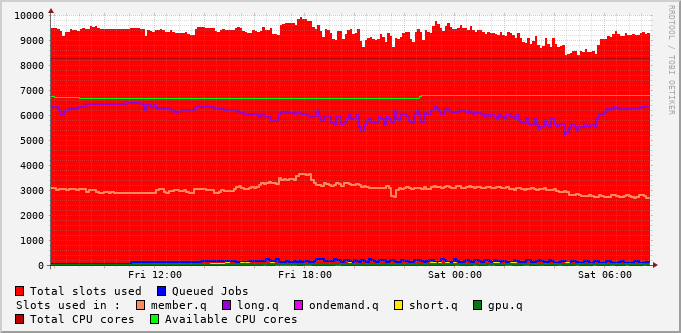 10000
9000
8000
7000
6000
5000
4000
3000
2000
1000
0
Fri 12:00 Fri 18:00 Sat 00:00 Sat 06:00
Total slots used Queued Jobs
Slots used in : member.q long.q ondemand.q short.q gpu.q
Total CPU cores Available CPU cores
RRDTOOL / TOBI OETIKER